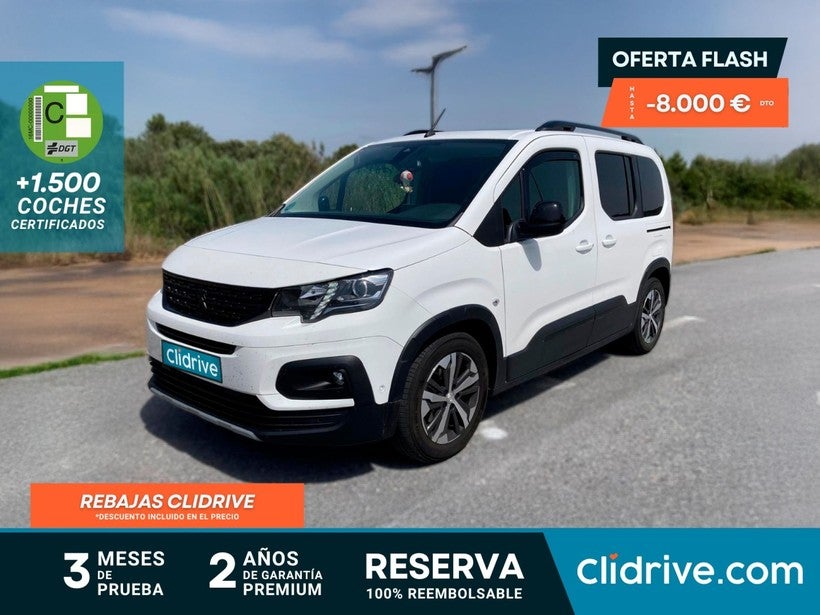 C
DGT
+1.500
COCHES
CERTIFICADOS
OFERTA FLASH
HASTA
-8.000 €
DTO
Clidrive
REBAJAS CLIDRIVE
*DESCUENTO INCLUIDO EN EL PRECIO
3 MESES
DE
PRUEBA
2 AÑOS
DE GARANTÍA
PREMIUM
RESERVA
100% REEMBOLSABLE
Clidrive.com